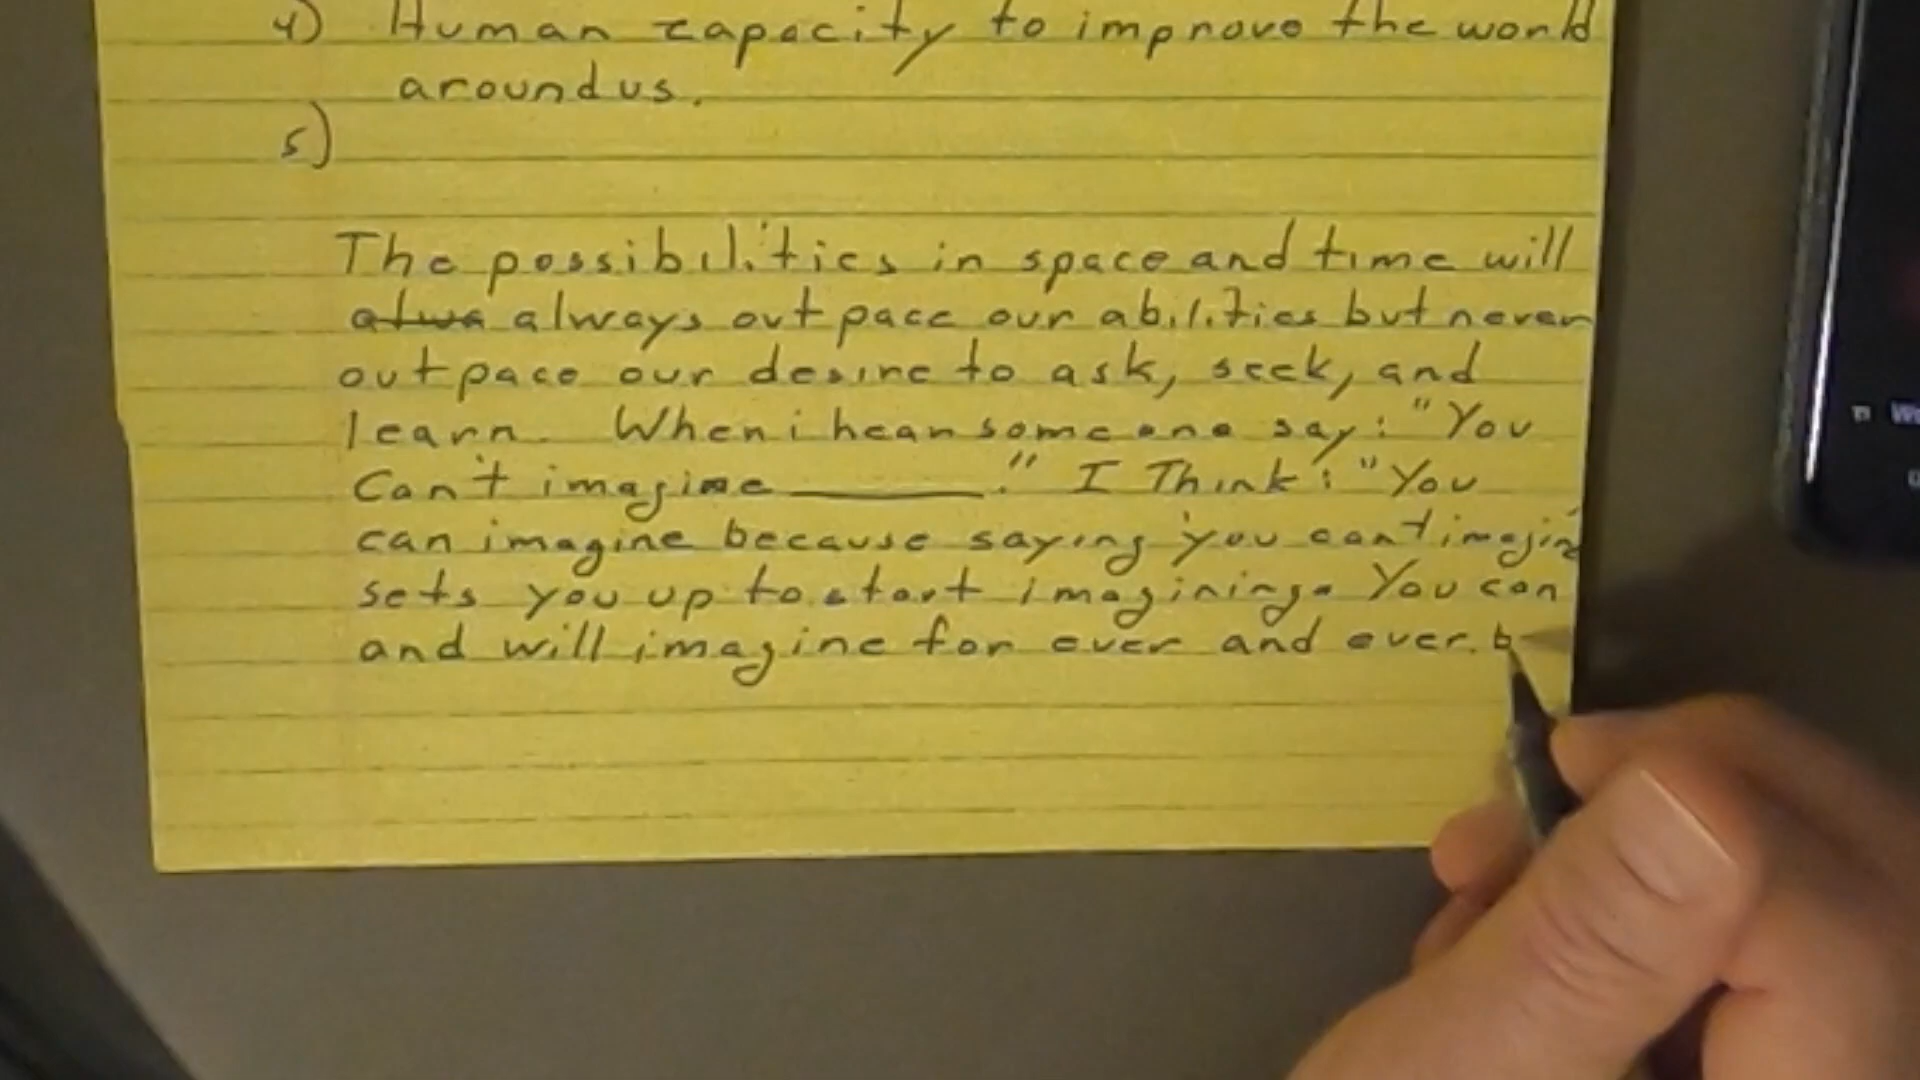 4) Human capacity to improve the world
around us.
5)
The possibilities in space and time will
alwa always outpace our abilities but never
outpace our desire to ask, seek, and
learn. When i hear someone say: "You
Can't imagine ______." I Think: "You
can imagine because saying 'you can't imagine
sets you up to start imagining. You can
and will imagine for ever and ever. b